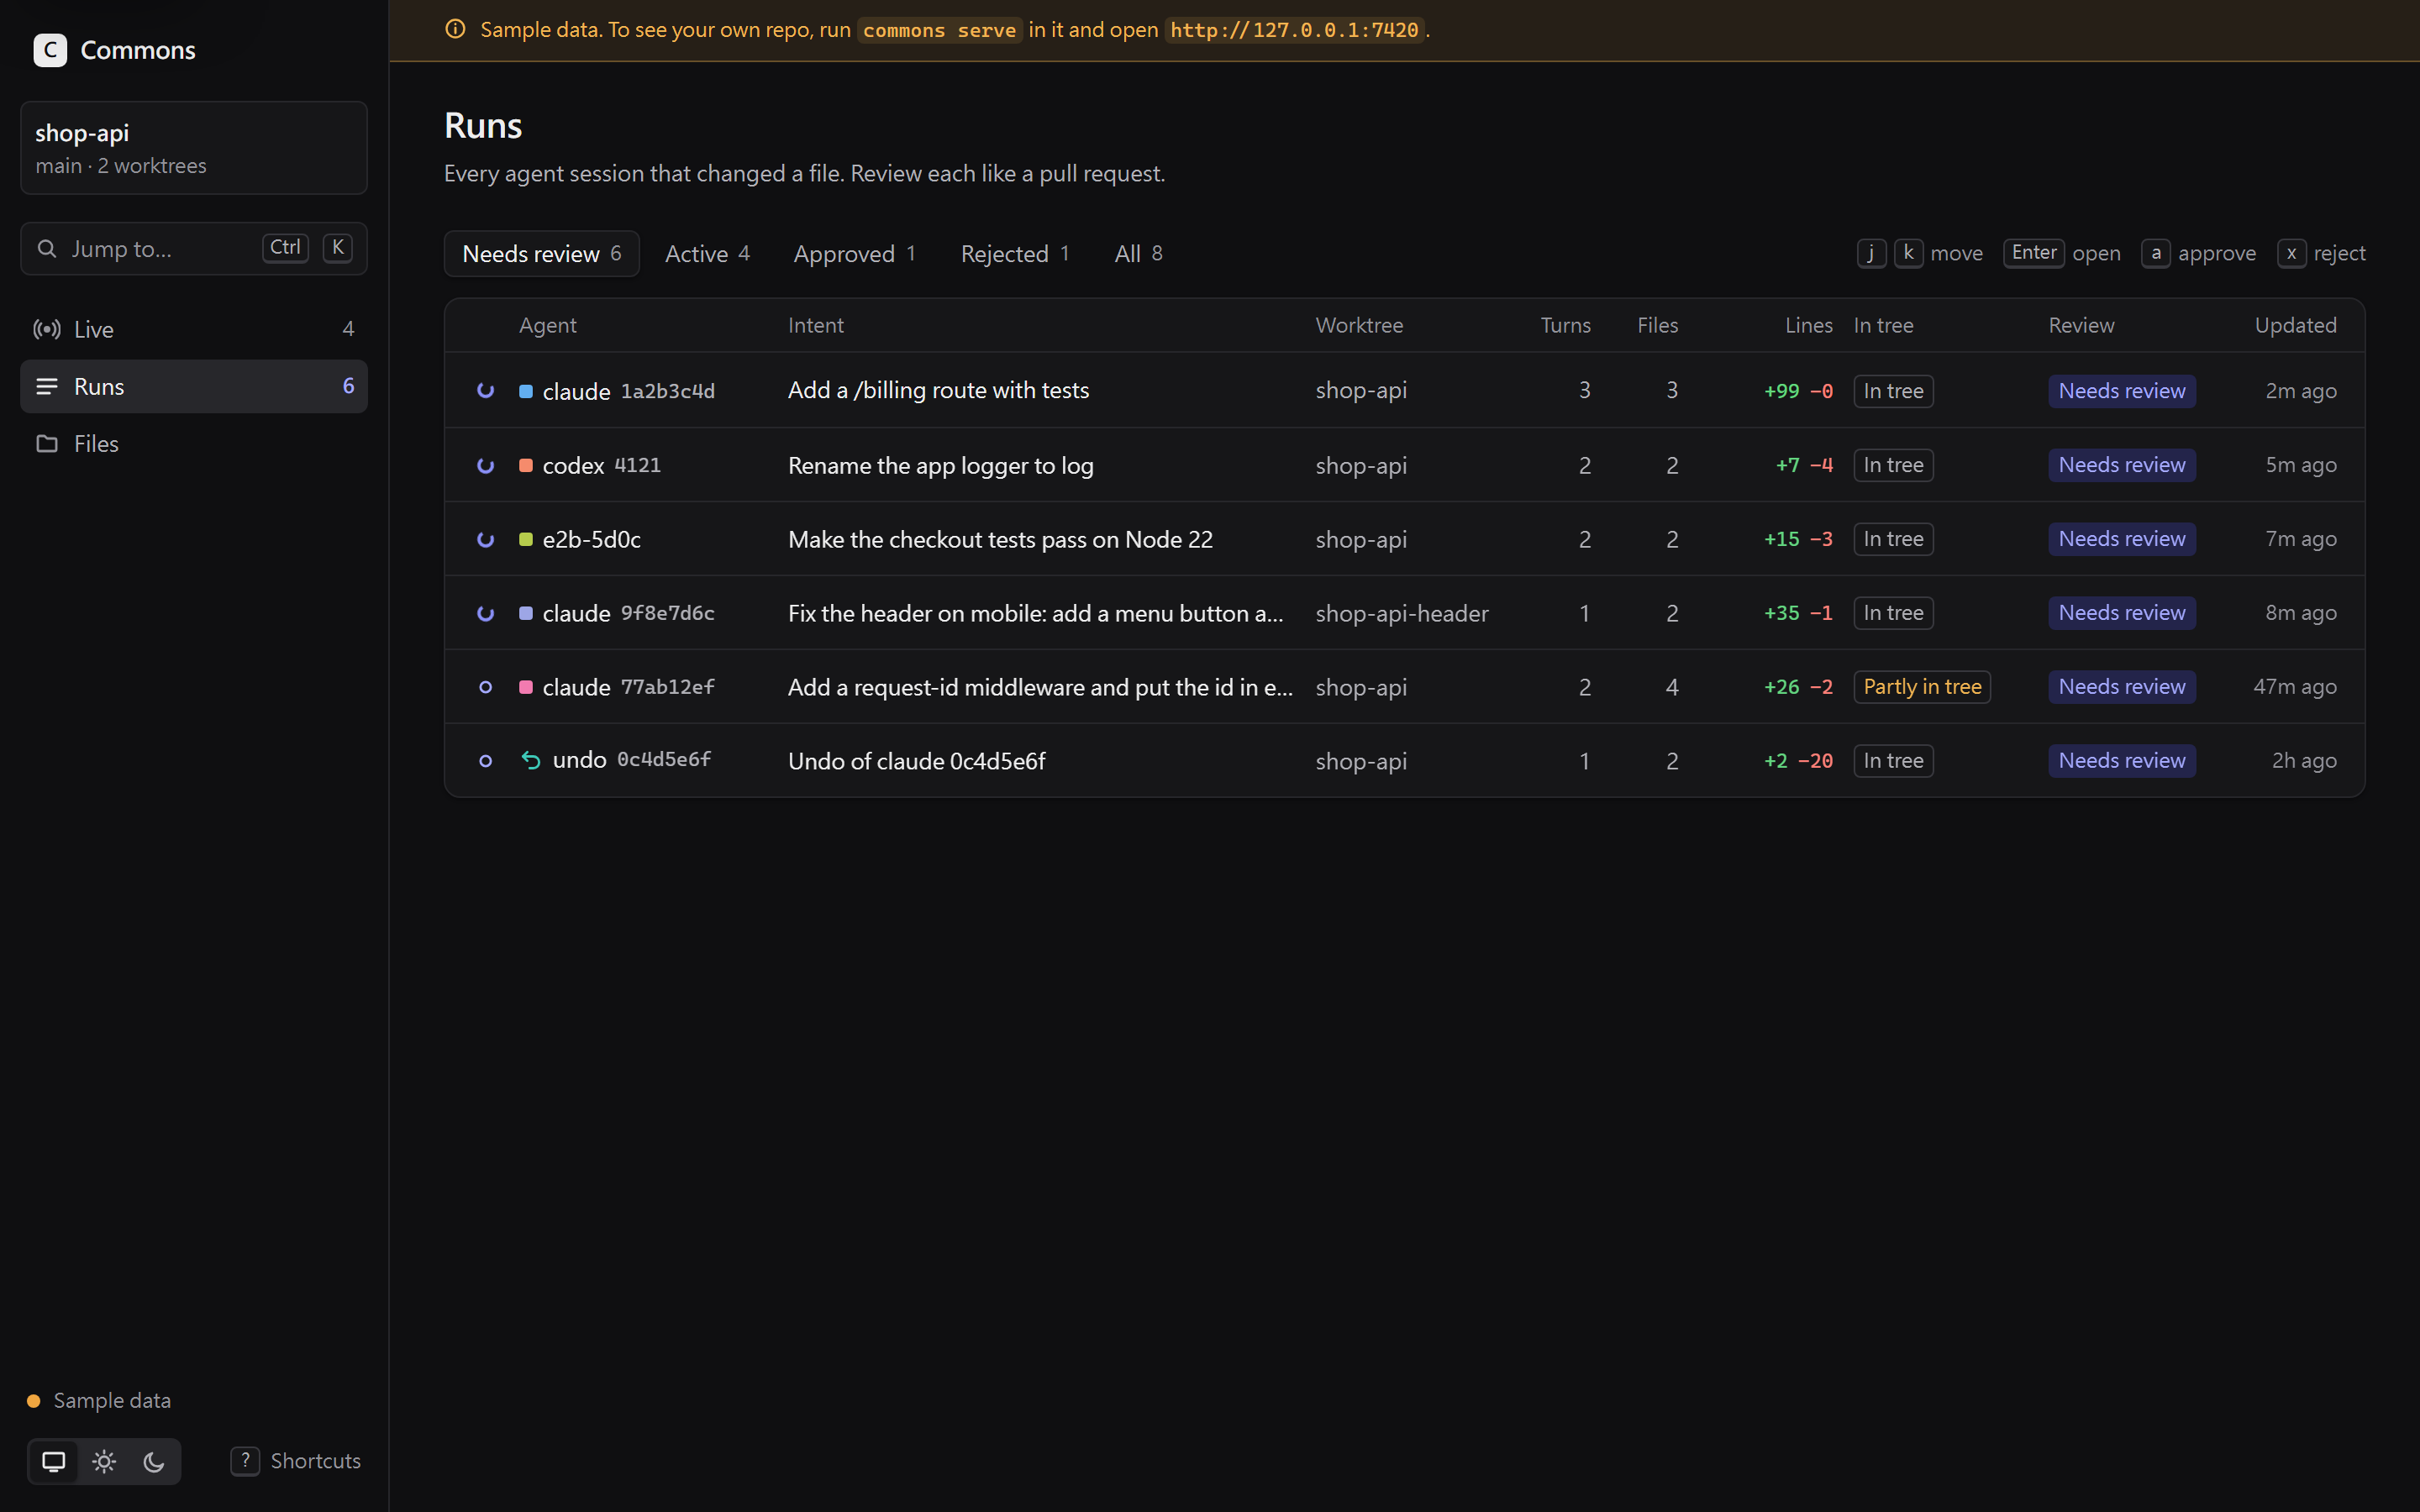 C Commons
shop-api
main · 2 worktrees
Jump to... Ctrl K
Live 4
Runs 6
Files
Sample data
? Shortcuts
Sample data. To see your own repo, run commons serve in it and open http://127.0.0.1:7420.
Runs
Every agent session that changed a file. Review each like a pull request.
Needs review 6 Active 4 Approved 1 Rejected 1 All 8
j k move Enter open a approve x reject
Agent Intent Worktree Turns Files Lines In tree Review Updated
claude 1a2b3c4d Add a /billing route with tests shop-api 3 3 +99 −0 In tree Needs review 2m ago
codex 4121 Rename the app logger to log shop-api 2 2 +7 −4 In tree Needs review 5m ago
e2b-5d0c Make the checkout tests pass on Node 22 shop-api 2 2 +15 −3 In tree Needs review 7m ago
claude 9f8e7d6c Fix the header on mobile: add a menu button a... shop-api-header 1 2 +35 −1 In tree Needs review 8m ago
claude 77ab12ef Add a request-id middleware and put the id in e... shop-api 2 4 +26 −2 Partly in tree Needs review 47m ago
undo 0c4d5e6f Undo of claude 0c4d5e6f shop-api 1 2 +2 −20 In tree Needs review 2h ago